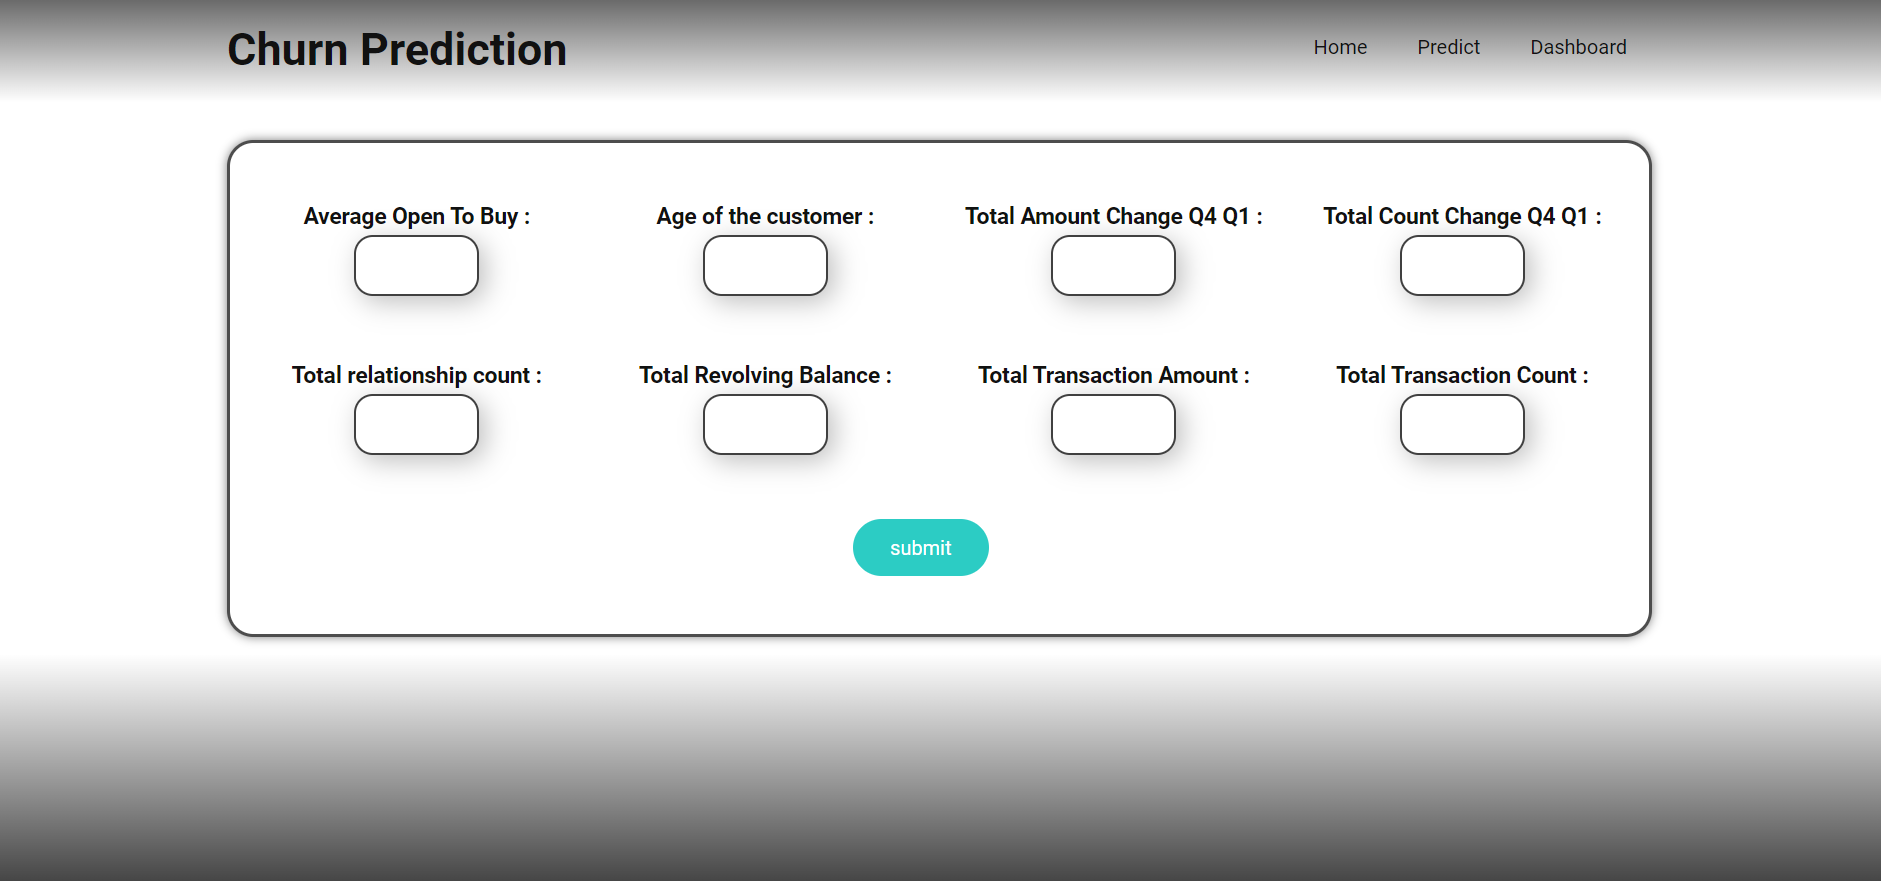 Churn Prediction
Home Predict Dashboard
Average Open To Buy : Age of the customer : Total Amount Change Q4 Q1 : Total Count Change Q4 Q1 :
Total relationship count : Total Revolving Balance : Total Transaction Amount : Total Transaction Count :
submit